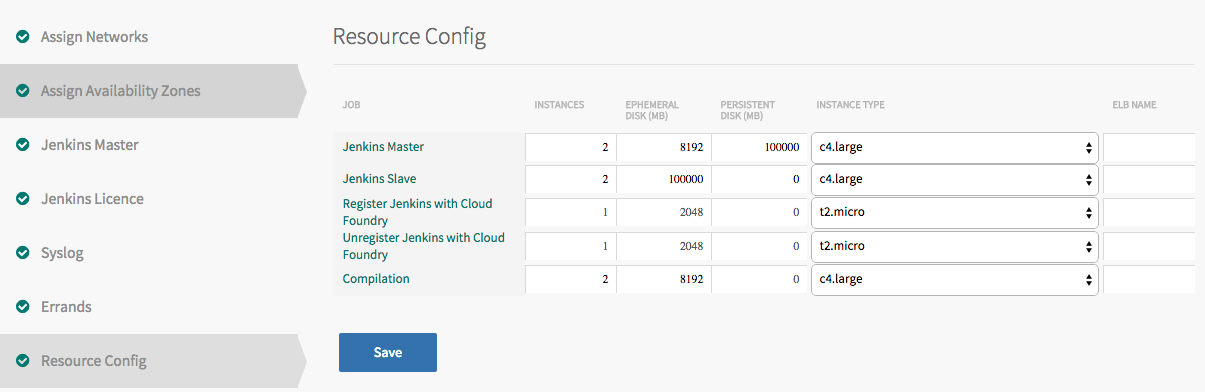 Assign Networks
Assign Availability Zones
Jenkins Master
Jenkins Licence
Syslog
Errands
Resource Config
Resource Config
JOB INSTANCES EPHEMERAL DISK (MB) PERSISTENT DISK (MB) INSTANCE TYPE ELB NAME
Jenkins Master 2 8192 100000 c4.large
Jenkins Slave 2 100000 0 c4.large
Register Jenkins with Cloud Foundry 1 2048 0 t2.micro
Unregister Jenkins with Cloud Foundry 1 2048 0 t2.micro
Compilation 2 8192 0 c4.large
Save